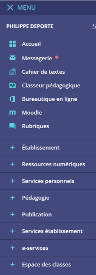 MENU
PHILIPPE DEPORTE
Accueil
Messagerie
Cahier de textes
Classeur pédagogique
Bureautique en ligne
Moodle
Rubriques
+ Établissement
+ Ressources numériques
+ Services personnels
+ Pédagogie
+ Publication
+ Services établissement
+ e-services
+ Espace des classes